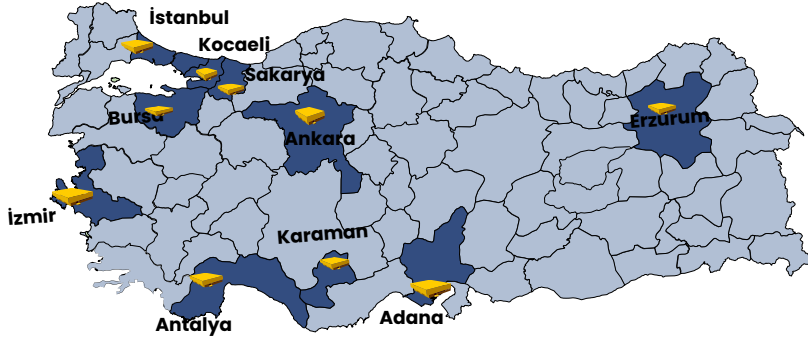 İstanbul
Kocaeli
Sakarya
Bursa
Ankara
Erzurum
İzmir
Karaman
Antalya
Adana